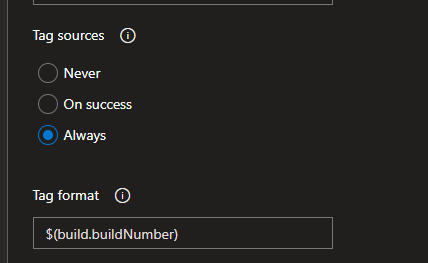 Tag sources
Never
On success
Always
Tag format
$(build.buildNumber)